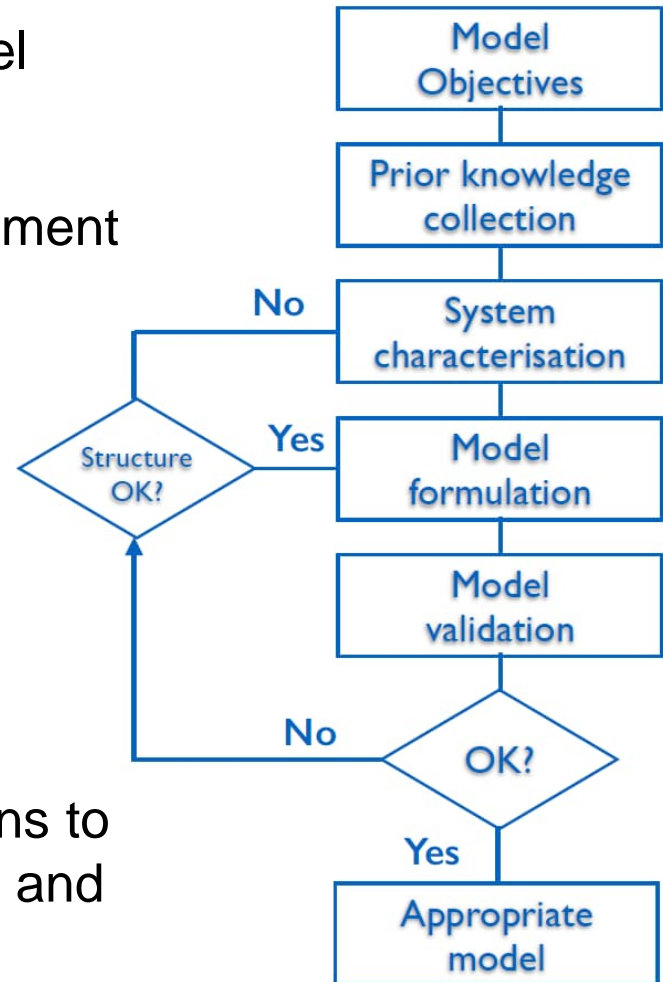 el
ment
ns to
and
Model
Objectives
Prior knowledge
collection
No
System
characterisation
Structure
OK?
Yes
Model
formulation
Model
validation
No
OK?
Yes
Appropriate
model